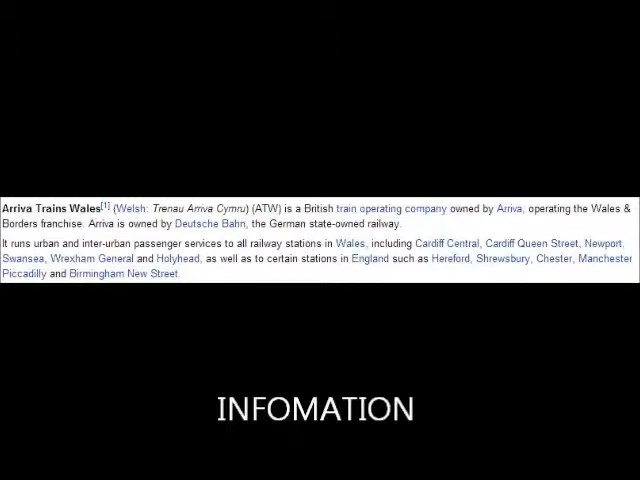 Arriva Trains Wales[1] (Welsh: Trenau Arriva Cymru) (ATW) is a British train operating company owned by Arriva, operating the Wales &
Borders franchise. Arriva is owned by Deutsche Bahn, the German state-owned railway.
It runs urban and inter-urban passenger services to all railway stations in Wales, including Cardiff Central, Cardiff Queen Street, Newport,
Swansea, Wrexham General and Holyhead, as well as to certain stations in England such as Hereford, Shrewsbury, Chester, Manchester
Piccadilly and Birmingham New Street.
INFOMATION